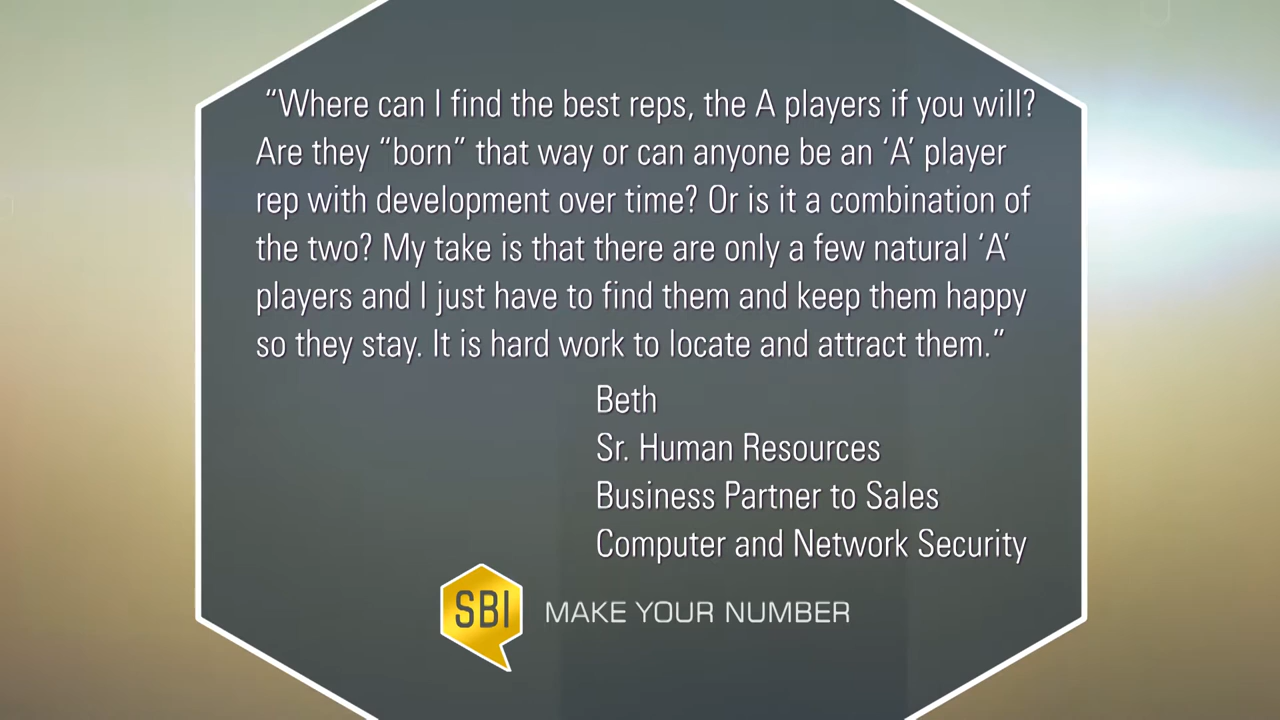 “Where can I find the best reps, the A players if you will?
Are they “born” that way or can anyone be an ‘A’ player
rep with development over time? Or is it a combination of
the two? My take is that there are only a few natural ‘A’
players and I just have to find them and keep them happy
so they stay. It is hard work to locate and attract them.”
Beth
Sr. Human Resources
Business Partner to Sales
Computer and Network Security
SBI MAKE YOUR NUMBER